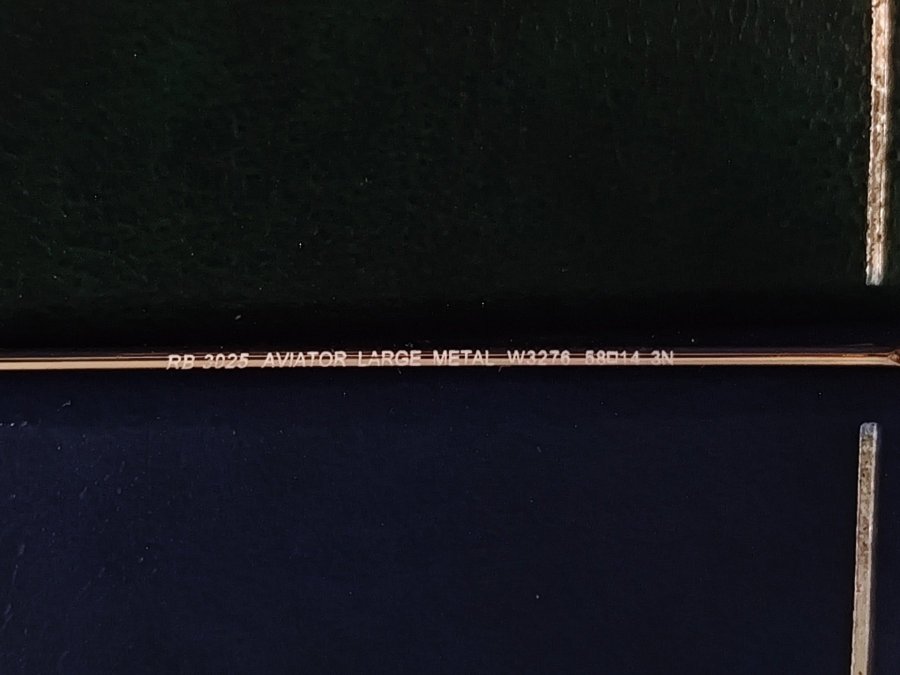 RB 3025 AVIATOR LARGE METAL W3276 58□14 3N